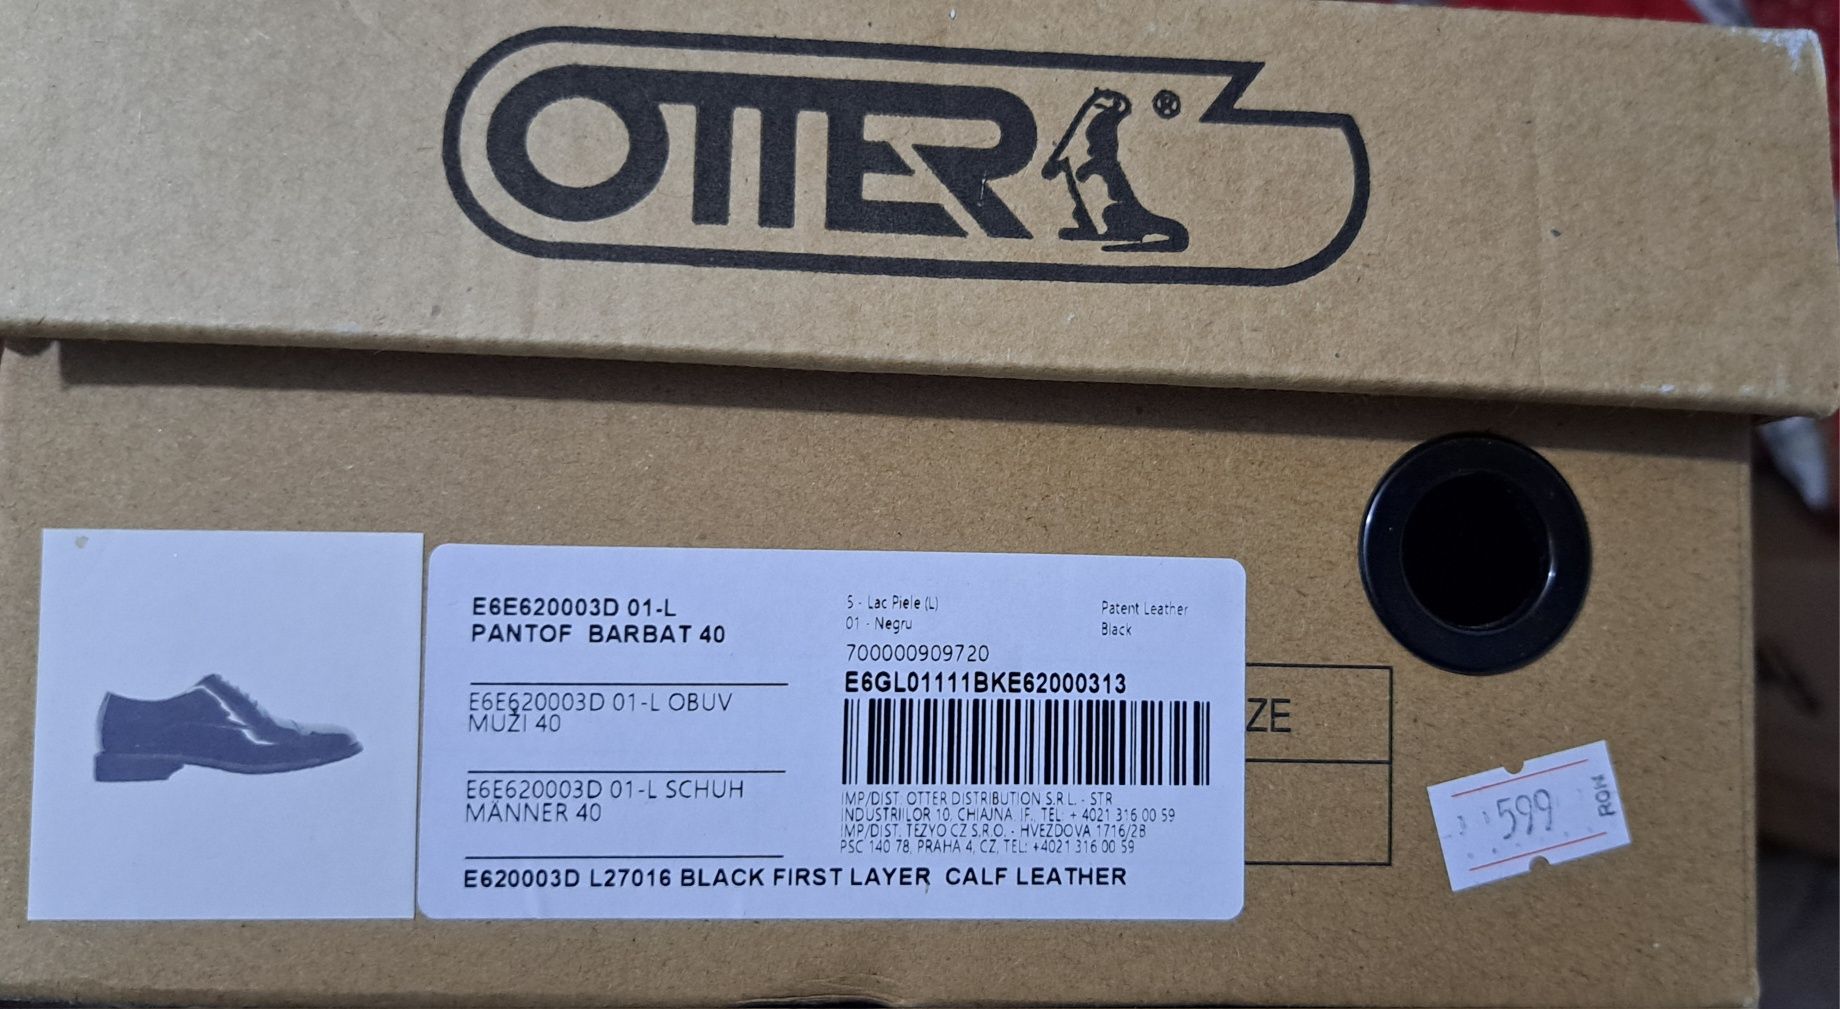 OTTER ®
E6E620003D 01-L
PANTOF BARBAT 40
E6E620003D 01-L OBUV
MUŽI 40
E6E620003D 01-L SCHUH
MÄNNER 40
E620003D L27016 BLACK FIRST LAYER CALF LEATHER
5 - Lac Piele (L) Patent Leather
01 - Negru Black
700000909720
E6GL01111BKE62000313
IMP/DIST. OTTER DISTRIBUTION S.R.L. - STR
INDUSTRIILOR 10, CHIAJNA, IF., TEL: + 4021 316 00 59
IMP/DIST. TEZYO CZ S.R.O. - HVEZDOVA 1716/2B
PSC 140 78, PRAHA 4, CZ, TEL: +4021 316 00 59
ZE
599 RON